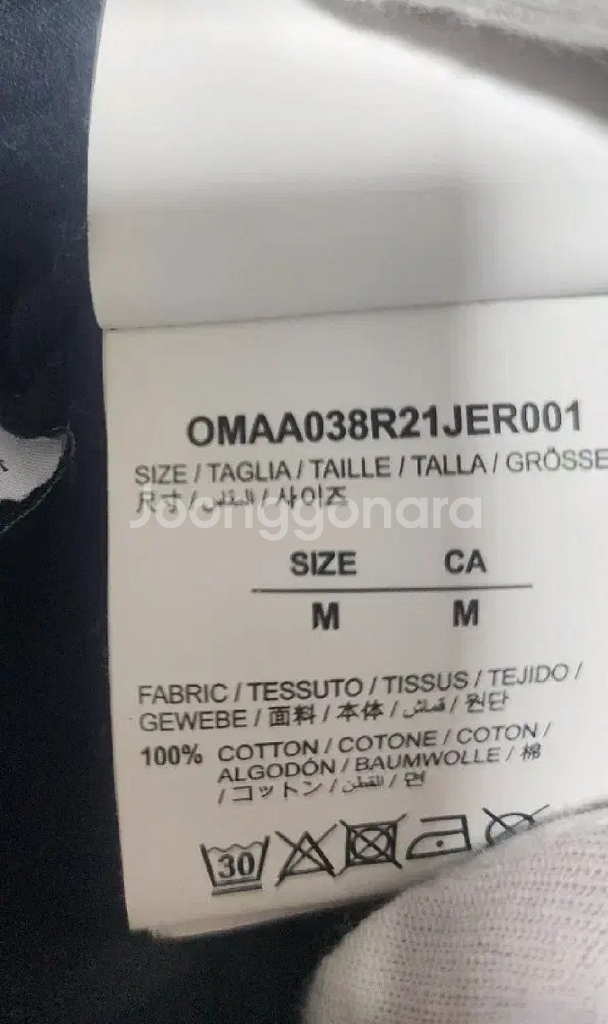 OMAA038R21JER001
SIZE / TAGLIA / TAILLE / TALLA / GRÖSSE
尺寸 / المقاس / 사이즈
Joonggonara
SIZE CA
M M
FABRIC / TESSUTO / TISSUS / TEJIDO /
GEWEBE / 面料 / 本体 / قماش / 원단
100% COTTON / COTONE / COTON /
ALGODÓN / BAUMWOLLE / 棉
/ コットン / القطن / 면
30